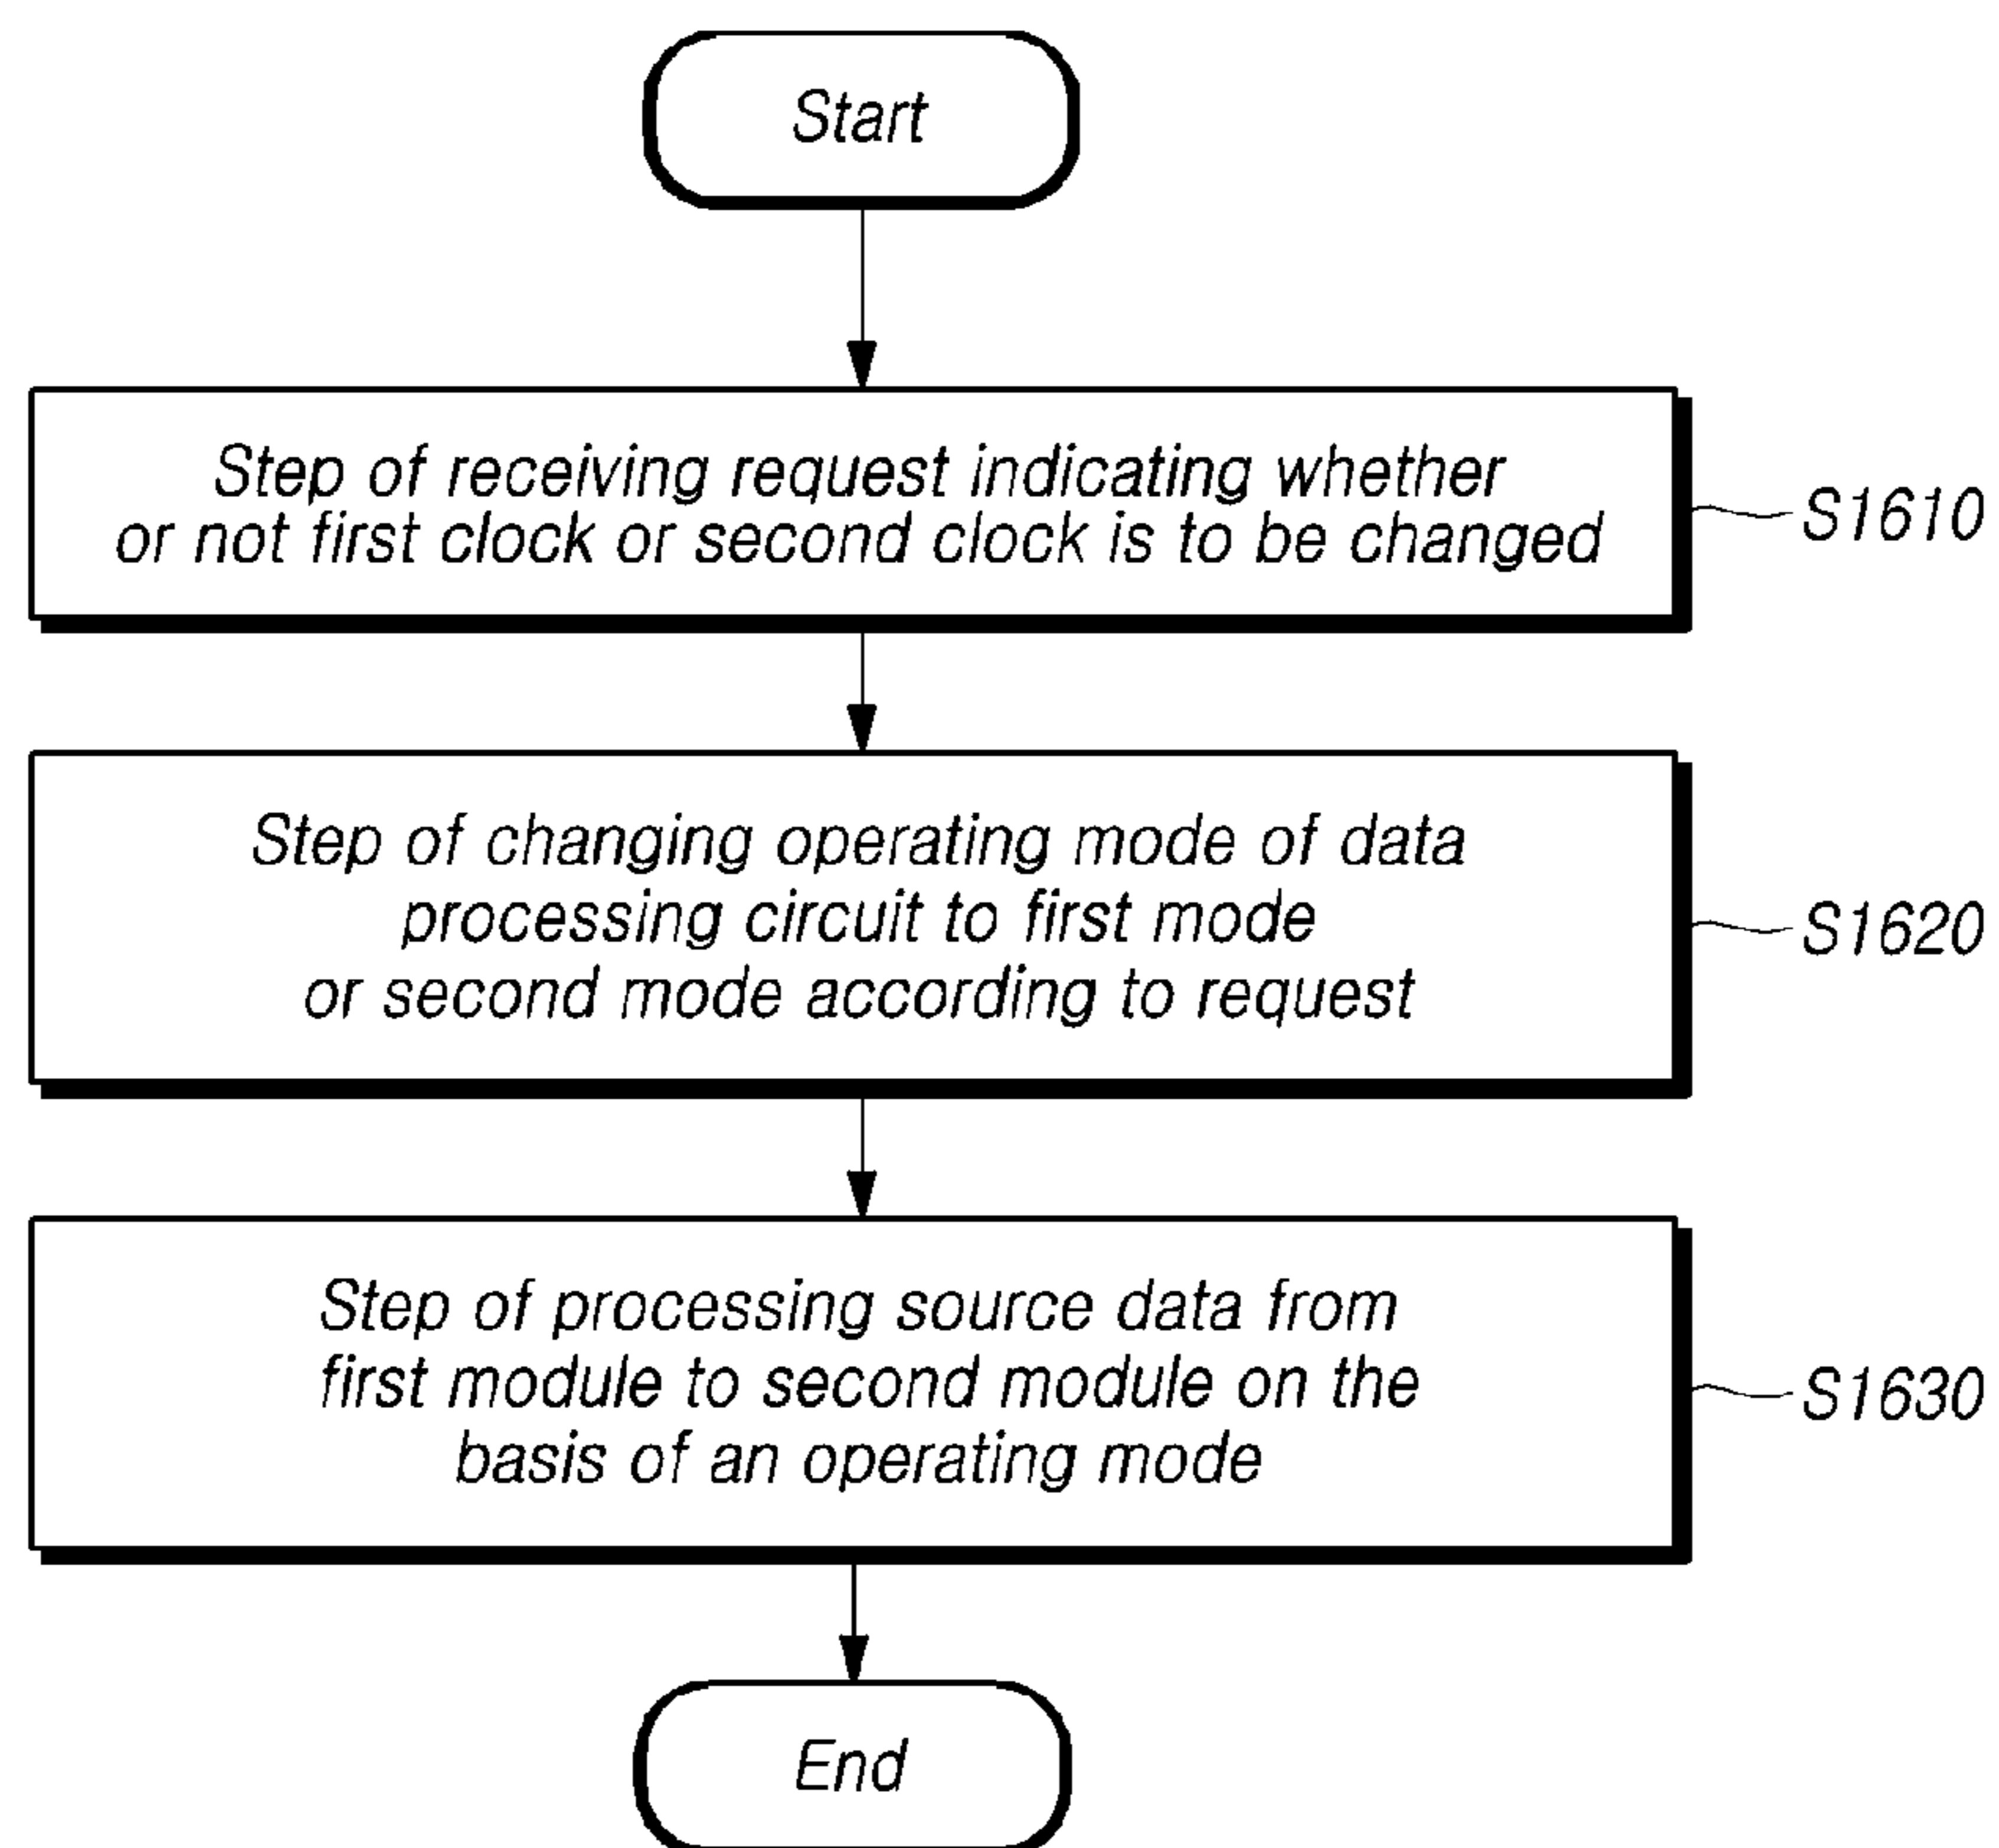 Start
Step of receiving request indicating whether
or not first clock or second clock is to be changed
S1610
Step of changing operating mode of data
processing circuit to first mode
or second mode according to request
S1620
Step of processing source data from
first module to second module on the
basis of an operating mode
S1630
End